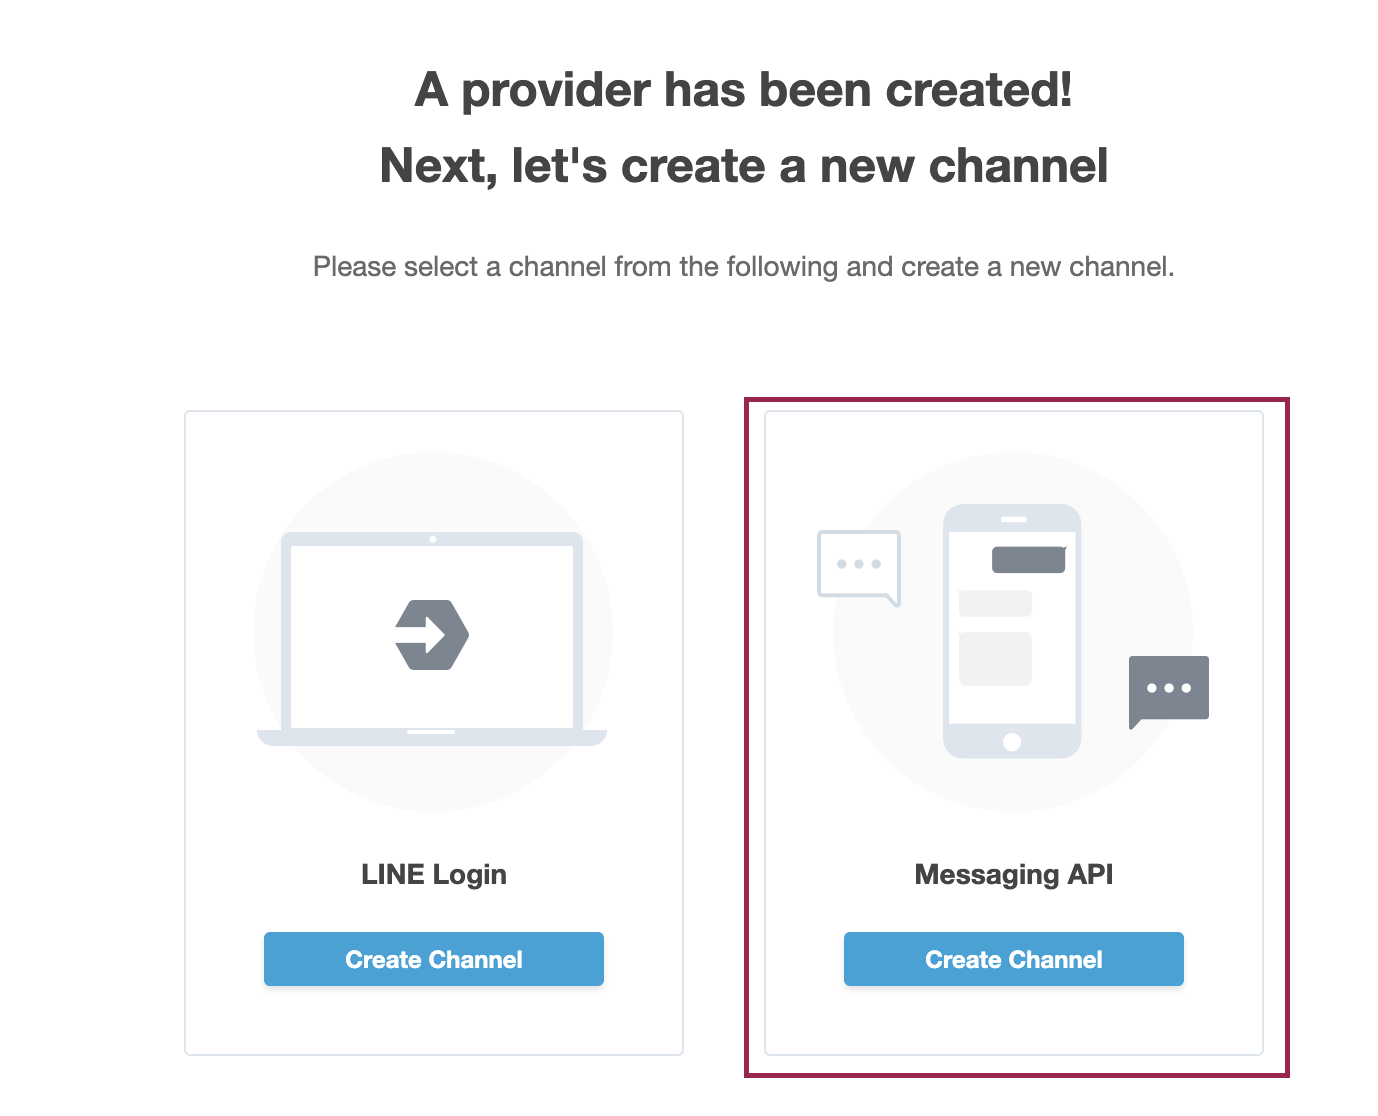 A provider has been created!
Next, let's create a new channel
Please select a channel from the following and create a new channel.
LINE Login
Create Channel
Messaging API
Create Channel